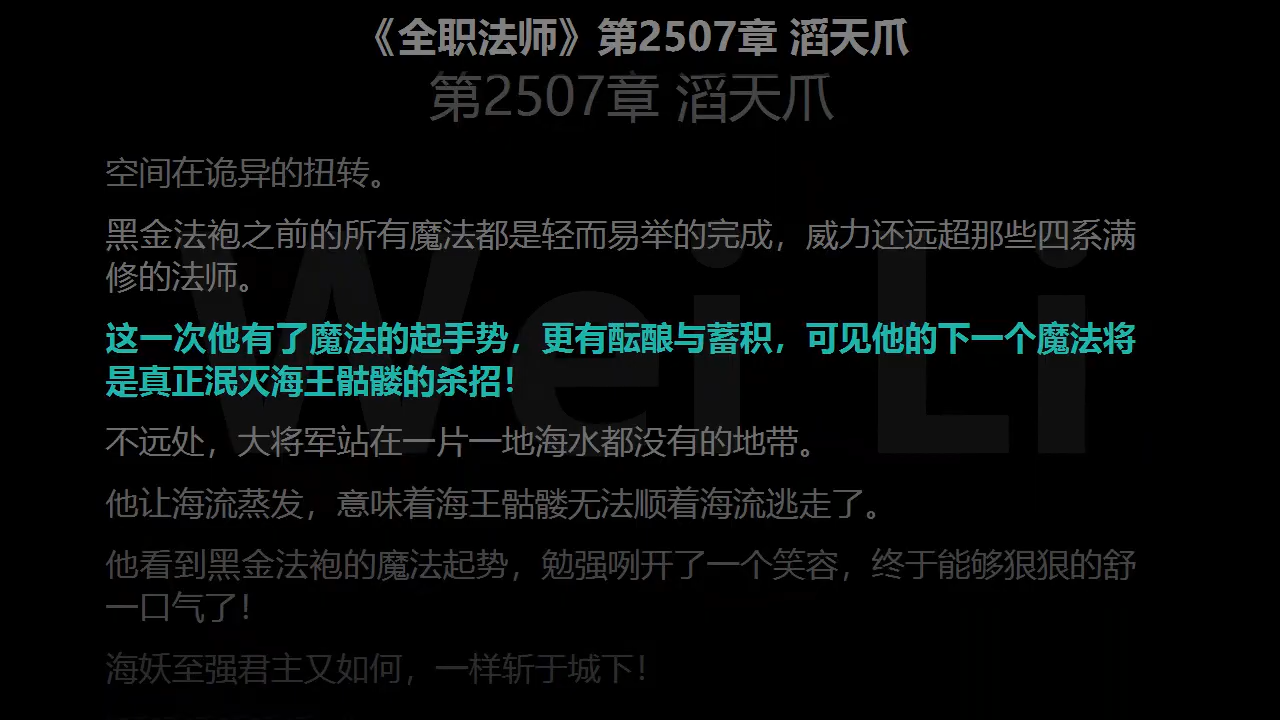 《全职法师》第2507章 滔天爪
第2507章 滔天爪
空间在诡异的扭转。
黑金法袍之前的所有魔法都是轻而易举的完成，威力还远超那些四系满
修的法师。
这一次他有了魔法的起手势，更有酝酿与蓄积，可见他的下一个魔法将
是真正泯灭海王骷髅的杀招！
不远处，大将军站在一片一地海水都没有的地带。
他让海流蒸发，意味着海王骷髅无法顺着海流逃走了。
他看到黑金法袍的魔法起势，勉强咧开了一个笑容，终于能够狠狠的舒
一口气了！
海妖至强君主又如何，一样斩于城下！
Wei Li